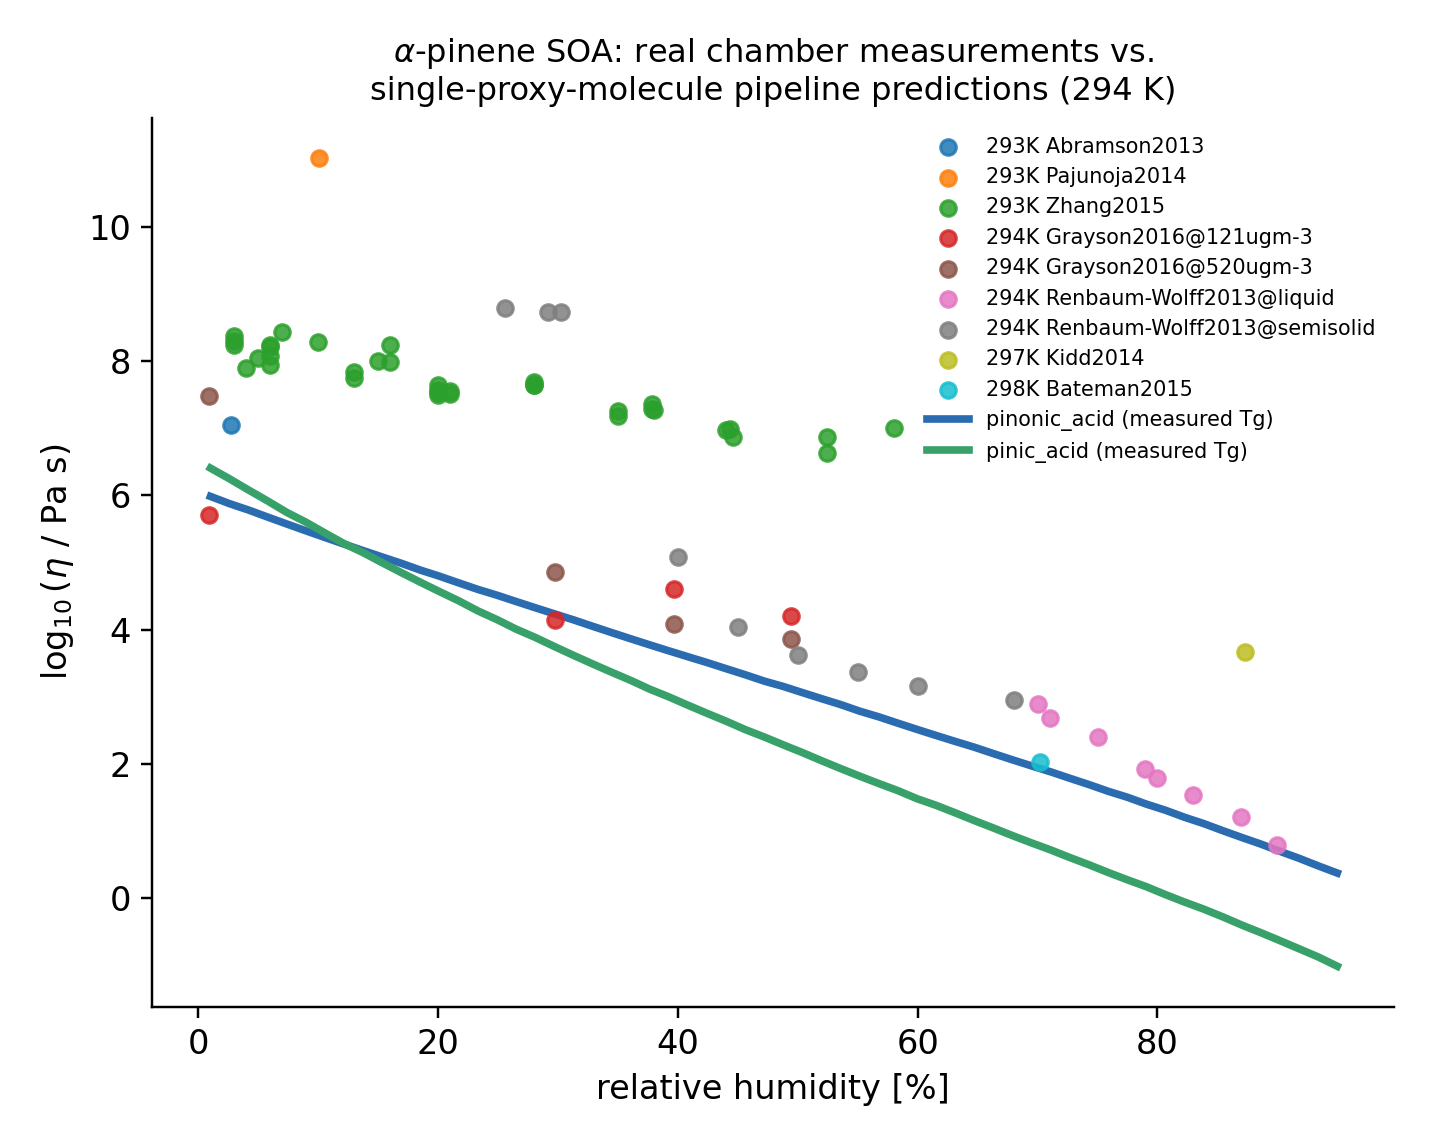 α-pinene SOA: real chamber measurements vs.
single-proxy-molecule pipeline predictions (294 K)
293K Abramson2013
293K Pajunoja2014
293K Zhang2015
294K Grayson2016@121ugm-3
294K Grayson2016@520ugm-3
294K Renbaum-Wolff2013@liquid
294K Renbaum-Wolff2013@semisolid
297K Kidd2014
298K Bateman2015
pinonic_acid (measured Tg)
pinic_acid (measured Tg)
log₁₀(η / Pa s)
10
8
6
4
2
0
0 20 40 60 80
relative humidity [%]